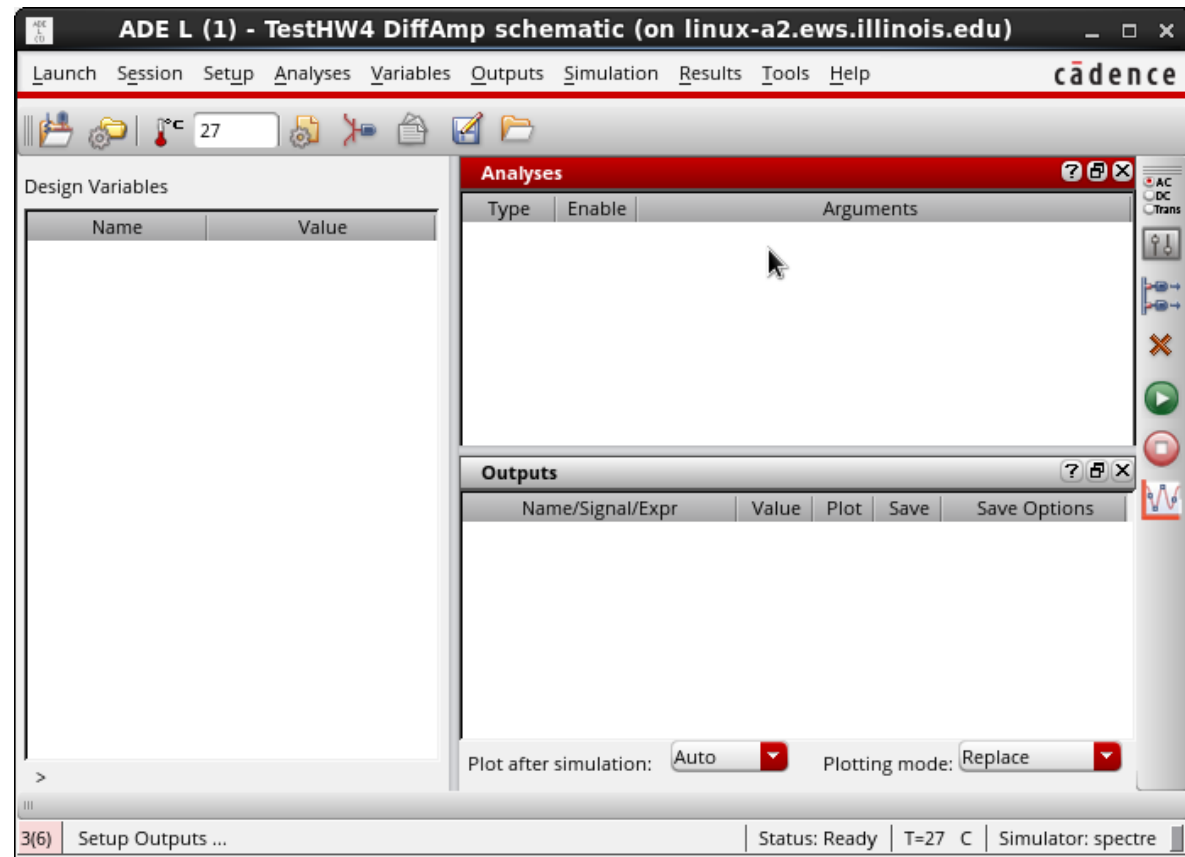 ADE L (1) - TestHW4 DiffAmp schematic (on linux-a2.ews.illinois.edu)
Launch Session Setup Analyses Variables Outputs Simulation Results Tools Help cādence
°C 27
Design Variables
Name Value
Analyses
Type Enable Arguments
AC
DC
Trans
Outputs
Name/Signal/Expr Value Plot Save Save Options
Plot after simulation: Auto Plotting mode: Replace
>
3(6) Setup Outputs ... Status: Ready T=27 C Simulator: spectre